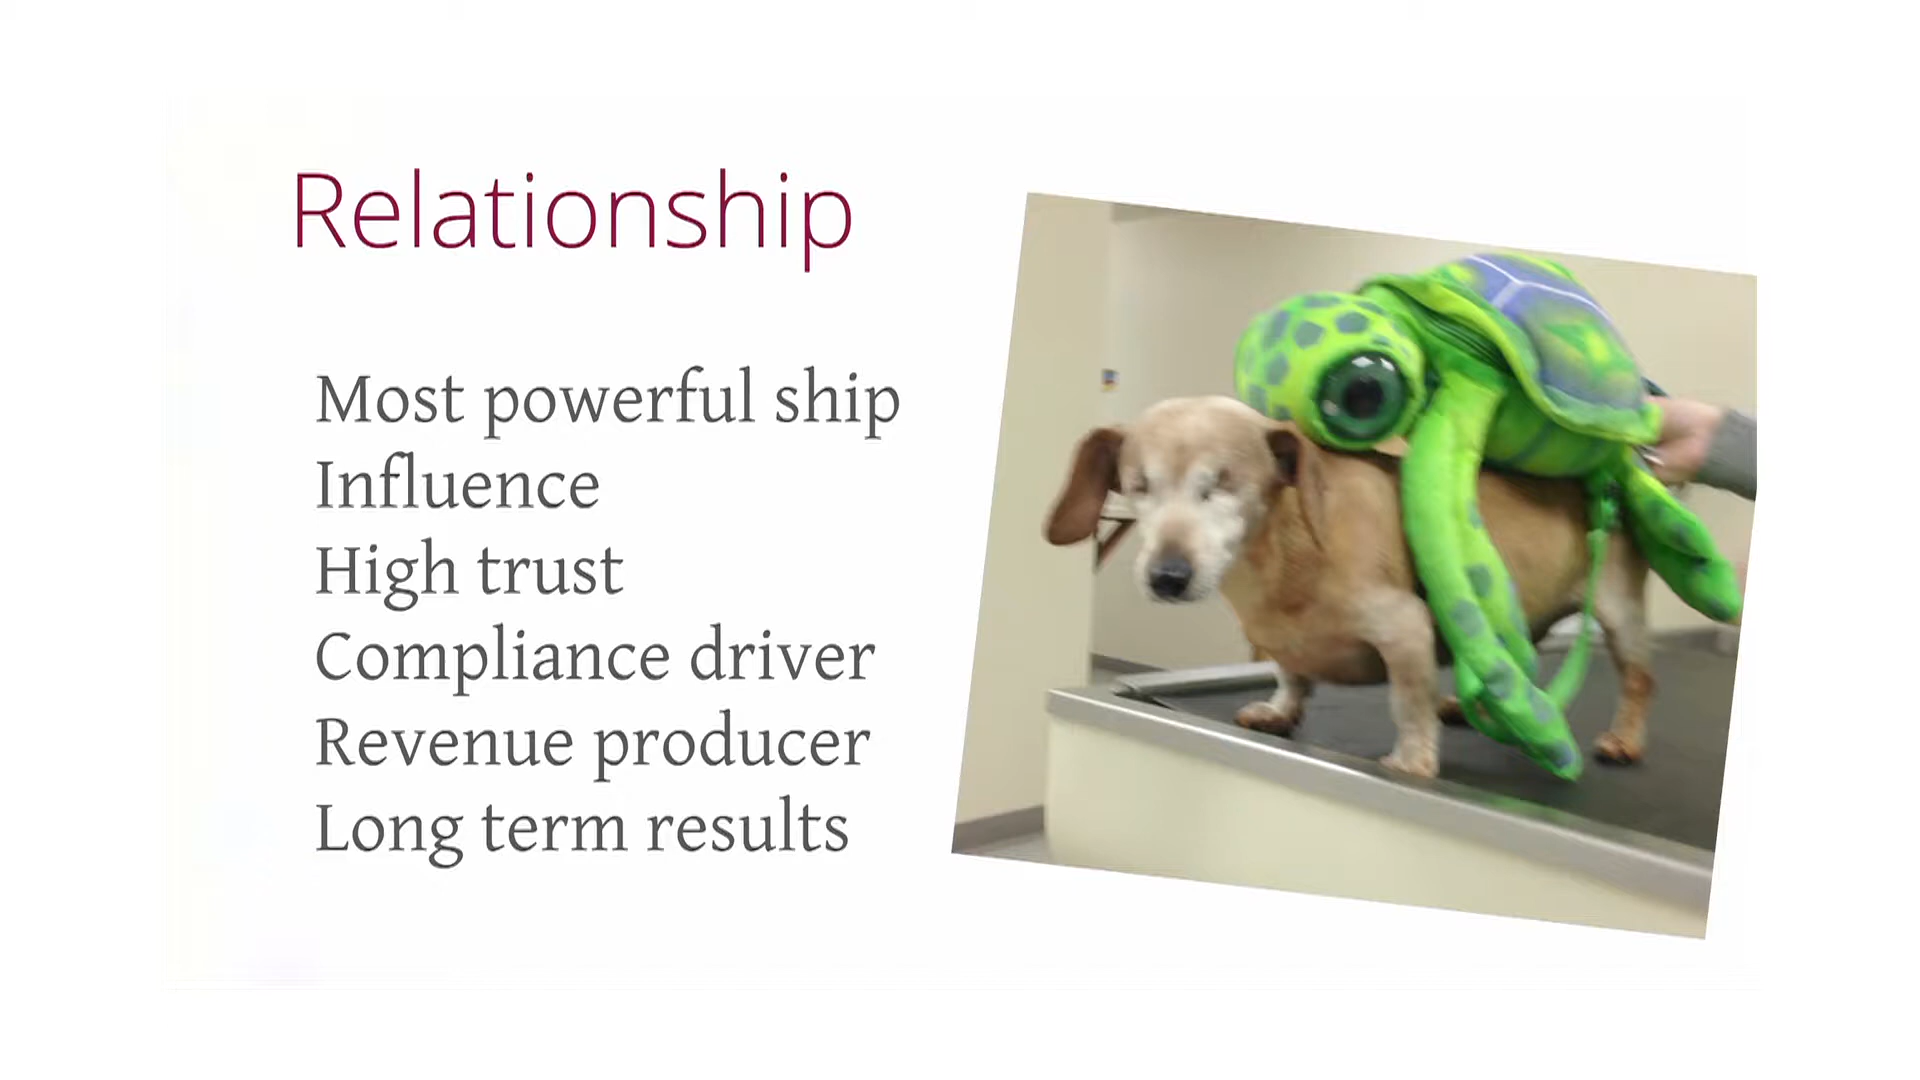 Relationship
Most powerful ship
Influence
High trust
Compliance driver
Revenue producer
Long term results